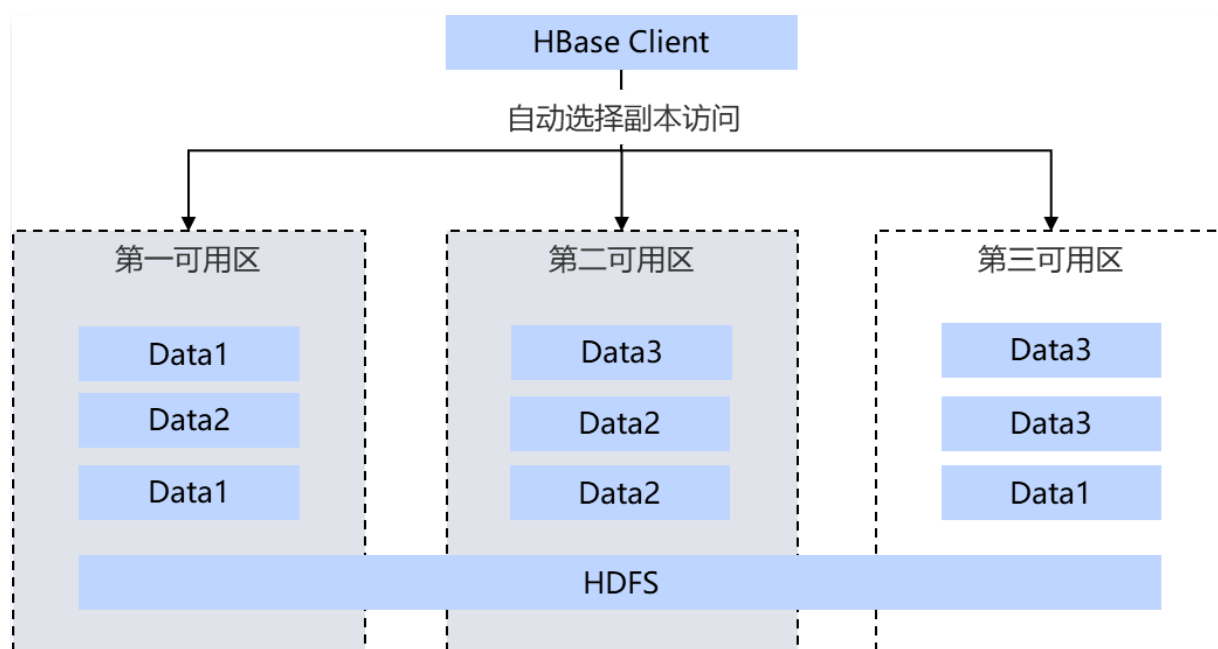 HBase Client
自动选择副本访问
第一可用区
Data1
Data2
Data1
第二可用区
Data3
Data2
Data2
第三可用区
Data3
Data3
Data1
HDFS